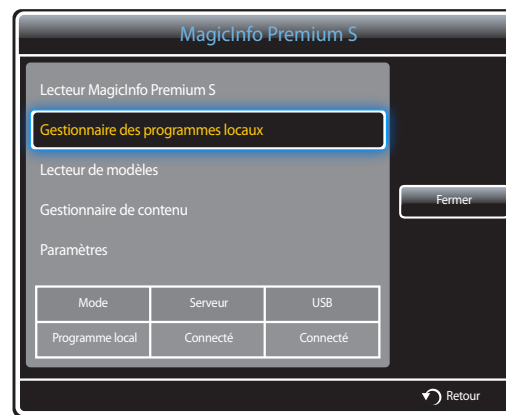 MagicInfo Premium S
Lecteur MagicInfo Premium S
Gestionnaire des programmes locaux
Lecteur de modèles
Gestionnaire de contenu
Paramètres
Fermer
Mode Serveur USB
Programme local Connecté Connecté
Retour